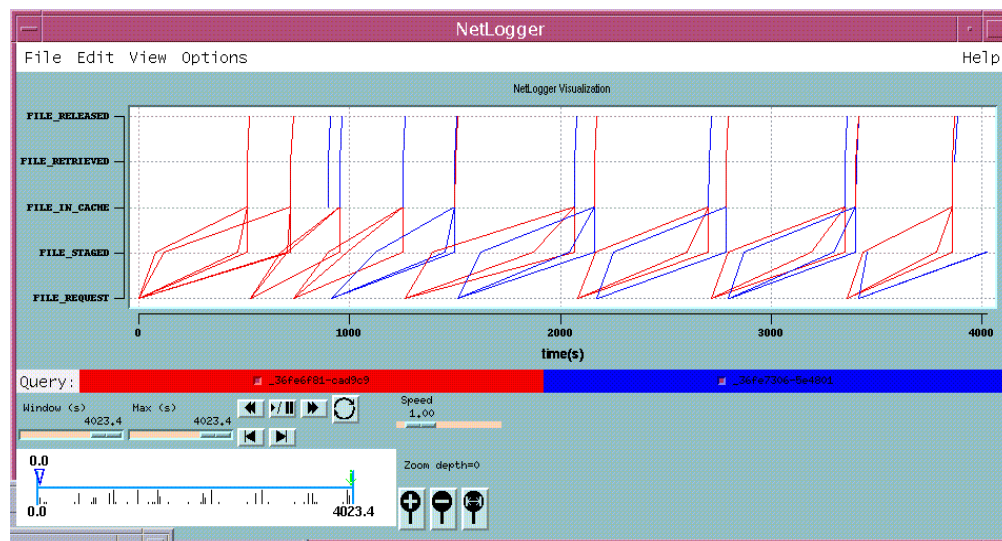 NetLogger
File Edit View Options Help
NetLogger Visualization
FILE_RELEASED
FILE_RETRIEVED
FILE_IN_CACHE
FILE_STAGED
FILE_REQUEST
0 1000 2000 3000 4000
time(s)
Query:
Window (s) Max (s) Speed
4023.4 4023.4 1.00
0.0
Zoom depth=0
0.0 4023.4